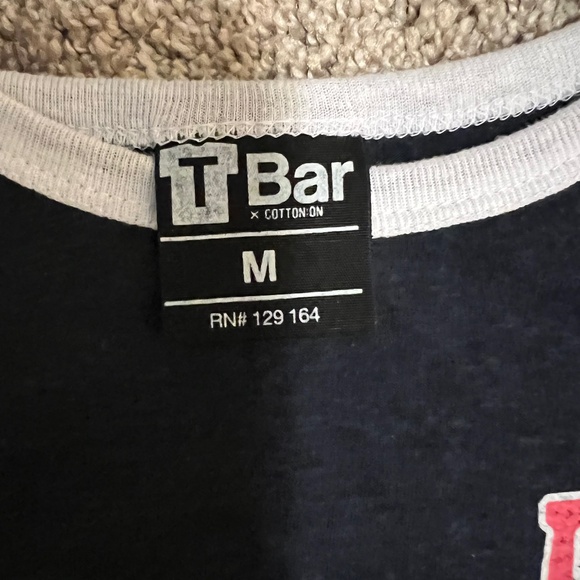 T Bar
× COTTON:ON
M
RN# 129 164